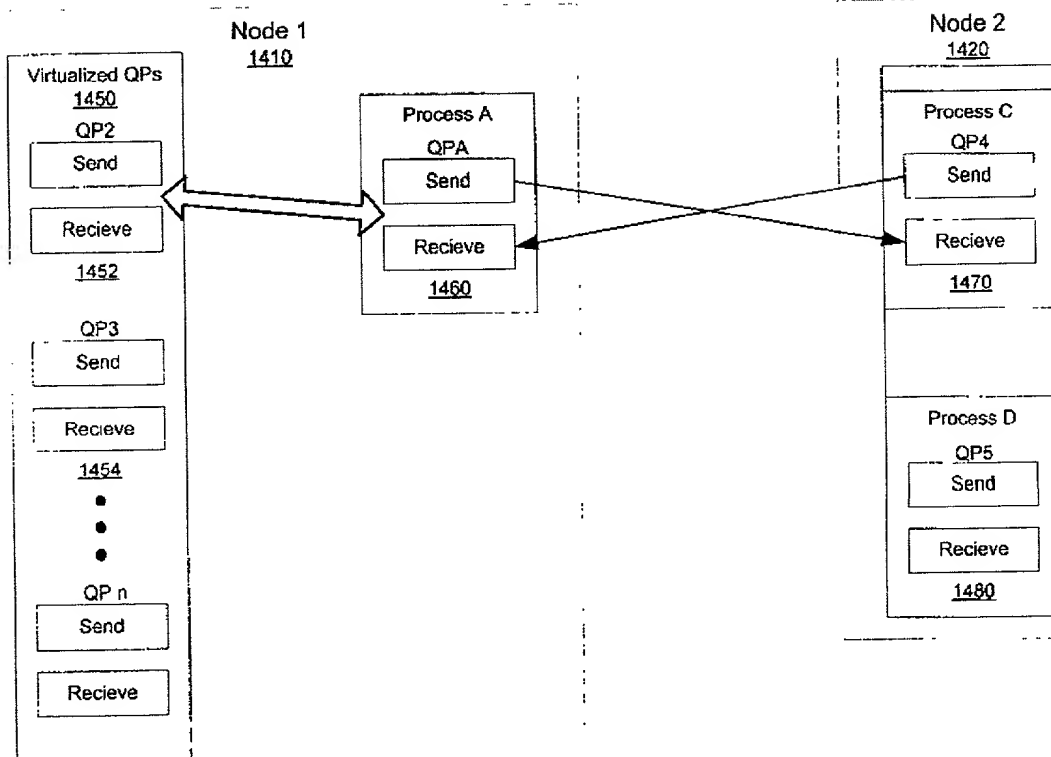 Node 1
1410
Node 2
1420
Virtualized QPs
1450
QP2
Send
Recieve
1452
QP3
Send
Recieve
1454
QP n
Send
Recieve
Process A
QPA
Send
Recieve
1460
Process C
QP4
Send
Recieve
1470
Process D
QP5
Send
Recieve
1480